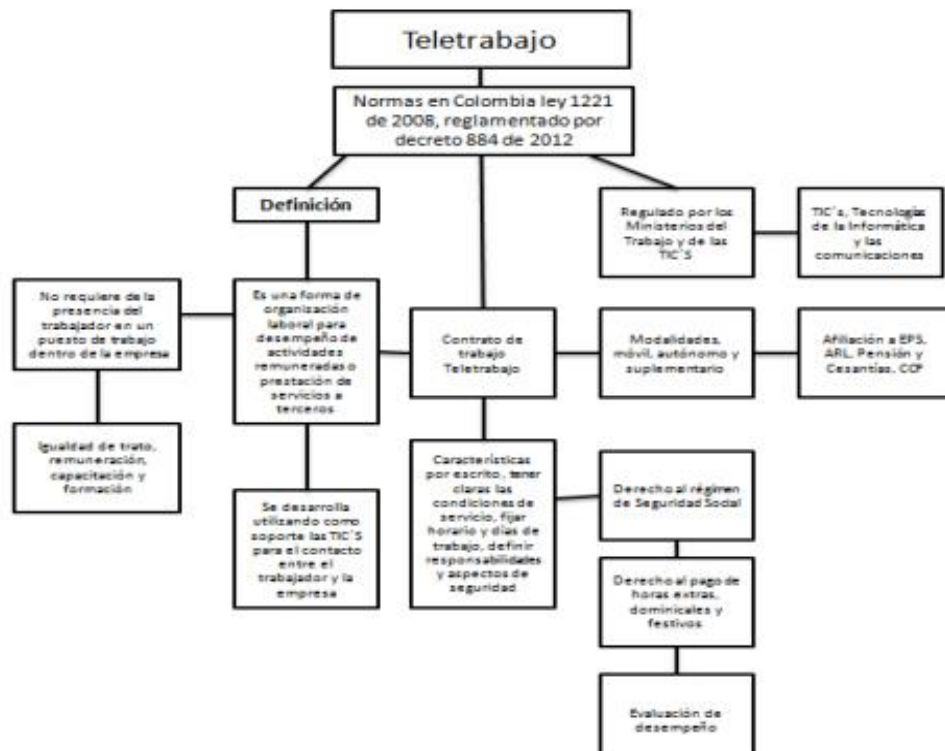 Teletrabajo
Normas en Colombia ley 1221
de 2008, reglamentado por
decreto 884 de 2012
Definición
Regulado por los
Ministerios del
Trabajo y de las
TIC´S
TIC´s, Tecnologías
de la Informática
y las
comunicaciones
No requiere de la
presencia del
trabajador en un
puesto de trabajo
dentro de la empresa
Es una forma de
organización
laboral para
desempeño de
actividades
remuneradas o
prestación de
servicios a
terceros
Contrato de
trabajo
Teletrabajo
Modalidades,
móvil, autónomo y
suplementario
Afiliación a EPS,
ARL, Pensión y
Cesantías, CCF
Igualdad de trato,
remuneración,
capacitación y
formación
Se desarrolla
utilizando como
soporte las TIC´S
para el contacto
entre el
trabajador y la
empresa
Características
por escrito, tener
claras las
condiciones de
servicio, fijar
horario y días de
trabajo, definir
responsabilidades
y aspectos de
seguridad
Derecho al régimen
de Seguridad Social
Derecho al pago de
horas extras,
dominicales y
festivos
Evaluación de
desempeño